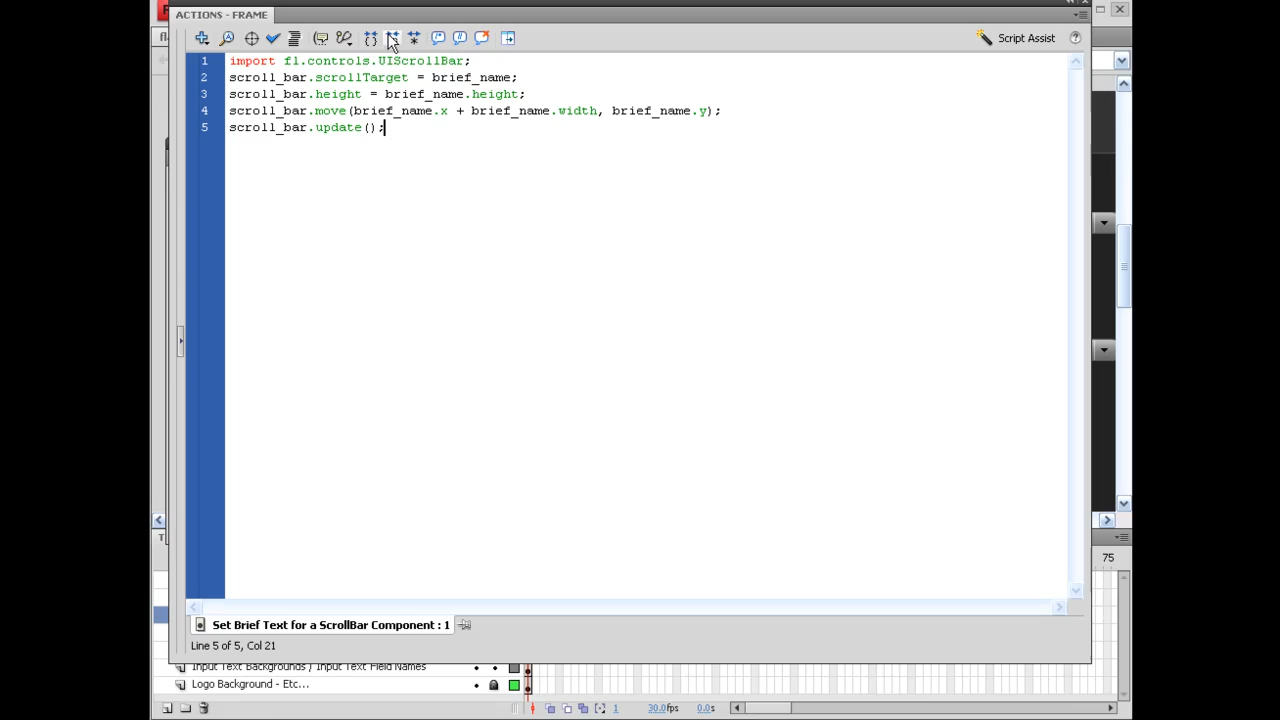 ACTIONS - FRAME
Script Assist
1 import fl.controls.UIScrollBar;
2 scroll_bar.scrollTarget = brief_name;
3 scroll_bar.height = brief_name.height;
4 scroll_bar.move(brief_name.x + brief_name.width, brief_name.y);
5 scroll_bar.update();
75
Set Brief Text for a ScrollBar Component : 1
Line 5 of 5, Col 21
Input Text Backgrounds / Input Text Field Names
Logo Background - Etc...
1 30.0fps 0.0s